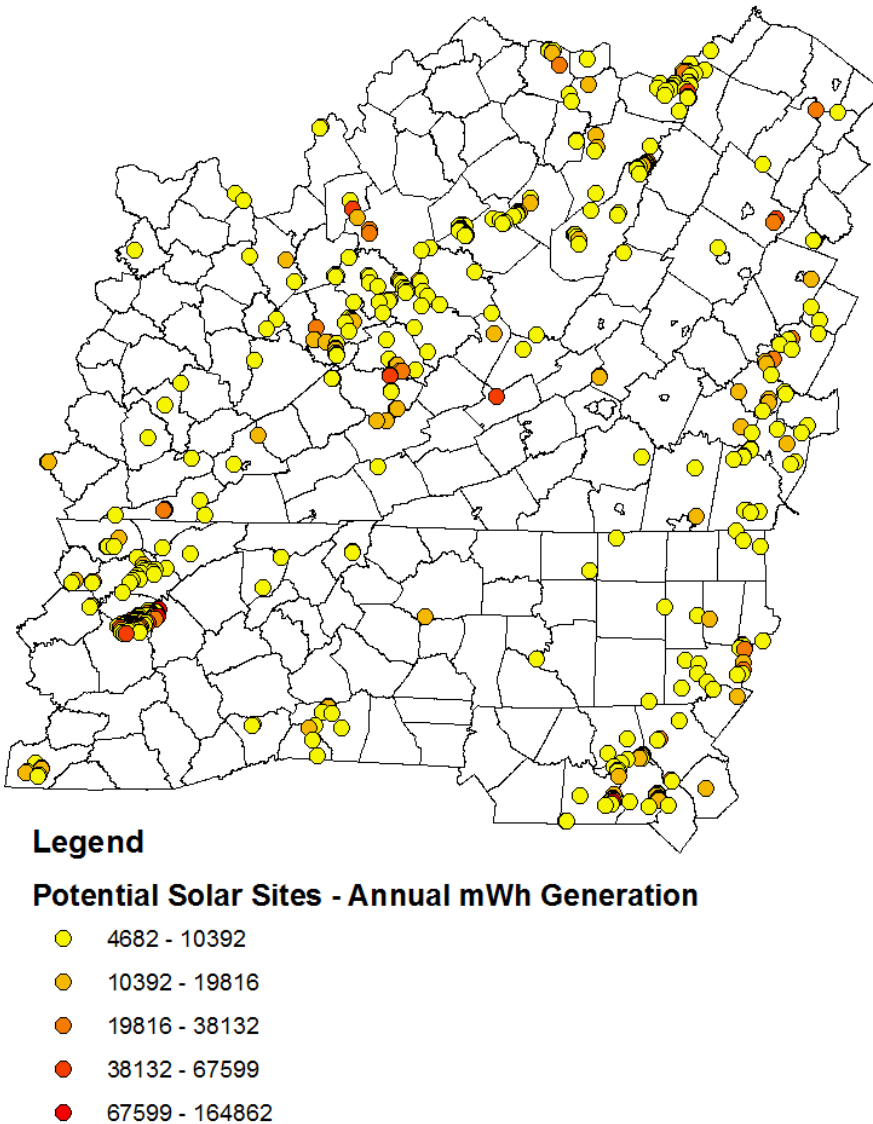 Legend
Potential Solar Sites - Annual mWh Generation
4682 - 10392
10392 - 19816
19816 - 38132
38132 - 67599
67599 - 164862